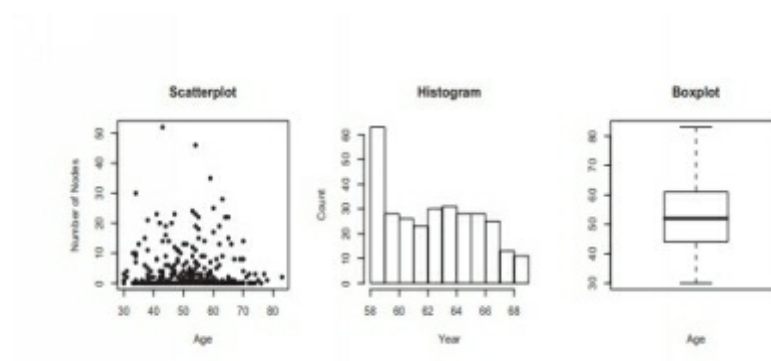 Scatterplot
Number of Nodes
0 10 20 30 40 50
30 40 50 60 70 80
Age
Histogram
Count
0 10 20 30 40 50 60
58 60 62 64 66 68
Year
Boxplot
30 40 50 60 70 80
Age